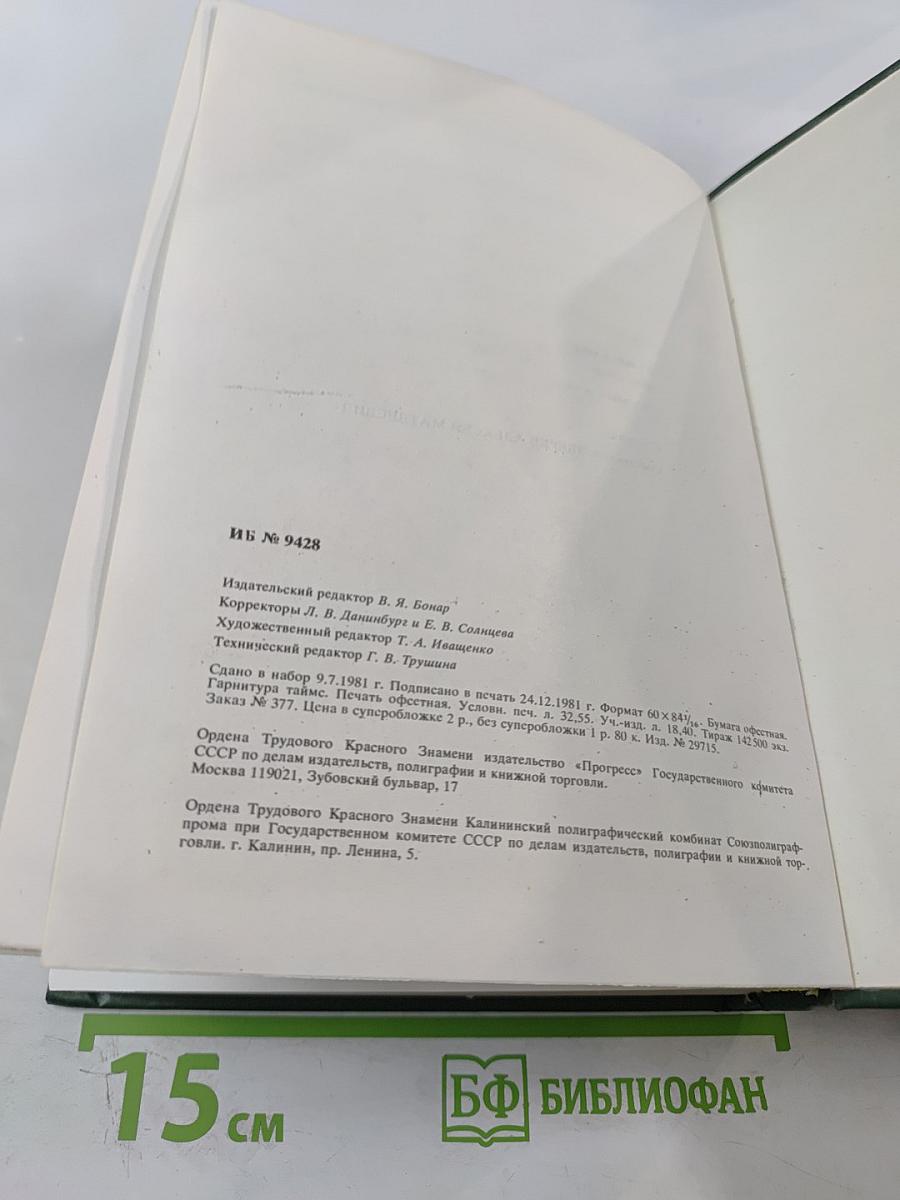 ИБ № 9428
Издательский редактор В. Я. Бонар
Корректоры Л. В. Данинбург и Е. В. Солнцева
Художественный редактор Т. А. Иващенко
Технический редактор Г. В. Трушина
Сдано в набор 9.7.1981 г. Подписано в печать 24.12.1981 г. Формат 60×84 1/16. Бумага офсетная.
Гарнитура таймс. Печать офсетная. Условн. печ. л. 32,55. Уч.-изд. л. 18,40. Тираж 142500 экз.
Заказ № 377. Цена в суперобложке 2 р., без суперобложки 1 р. 80 к. Изд. № 29715.
Ордена Трудового Красного Знамени издательство «Прогресс» Государственного комитета
СССР по делам издательств, полиграфии и книжной торговли.
Москва 119021, Зубовский бульвар, 17
Ордена Трудового Красного Знамени Калининский полиграфический комбинат Союзполиграф-
прома при Государственном комитете СССР по делам издательств, полиграфии и книжной тор-
говли. г. Калинин, пр. Ленина, 5.
15 см
БФ БИБЛИОФАН